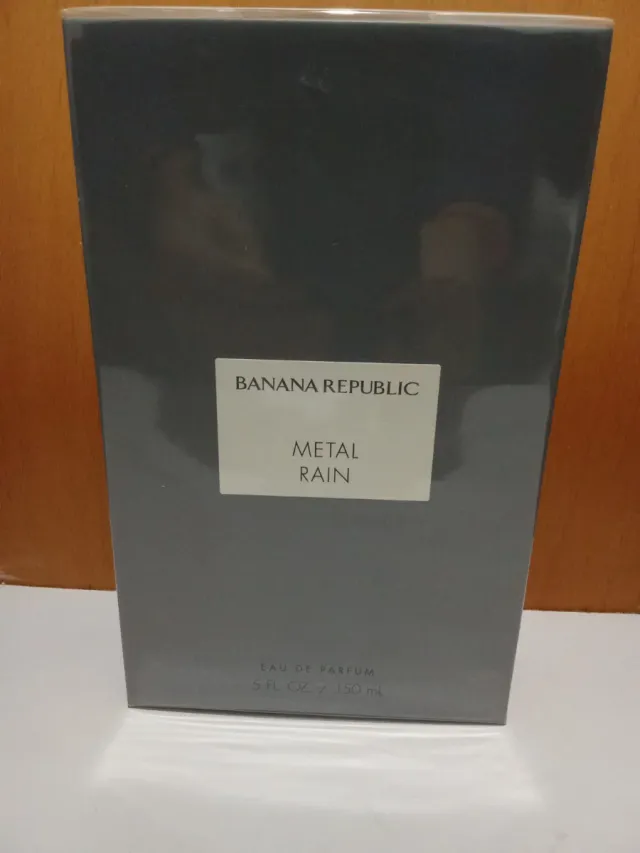 BANANA REPUBLIC
METAL
RAIN
EAU DE PARFUM
5 FL OZ / 150 mL